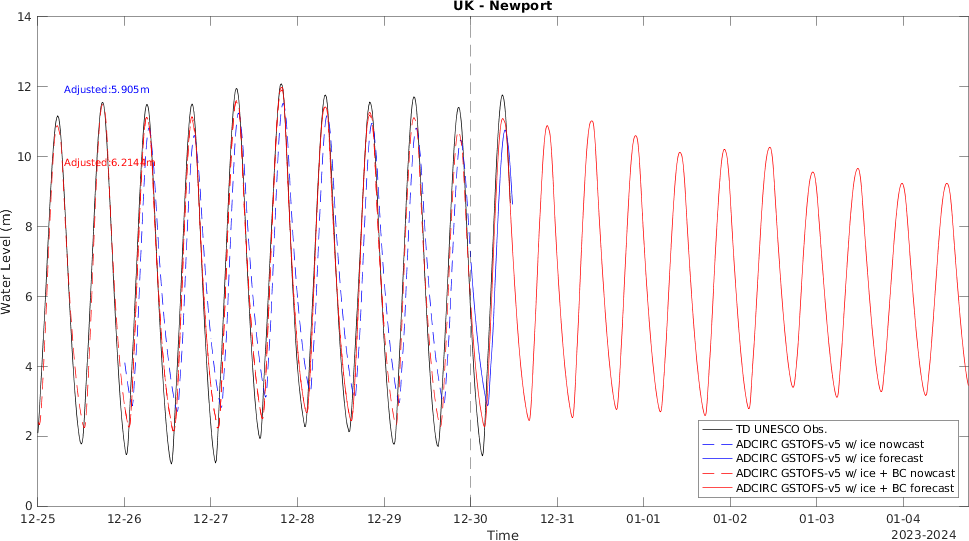 UK - Newport
14
12
10
8
6
4
2
0
Water Level (m)
Adjusted:5.905m
Adjusted:6.2144m
TD UNESCO Obs.
ADCIRC GSTOFS-v5 w/ ice nowcast
ADCIRC GSTOFS-v5 w/ ice forecast
ADCIRC GSTOFS-v5 w/ ice + BC nowcast
ADCIRC GSTOFS-v5 w/ ice + BC forecast
12-25 12-26 12-27 12-28 12-29 12-30 12-31 01-01 01-02 01-03 01-04
Time
2023-2024